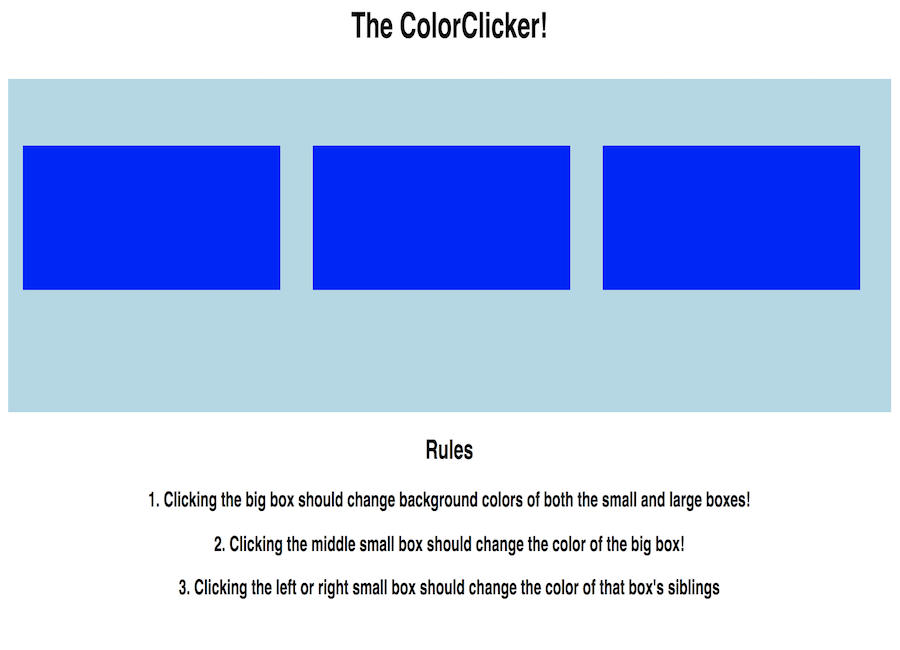 The ColorClicker!
Rules
1. Clicking the big box should change background colors of both the small and large boxes!
2. Clicking the middle small box should change the color of the big box!
3. Clicking the left or right small box should change the color of that box's siblings